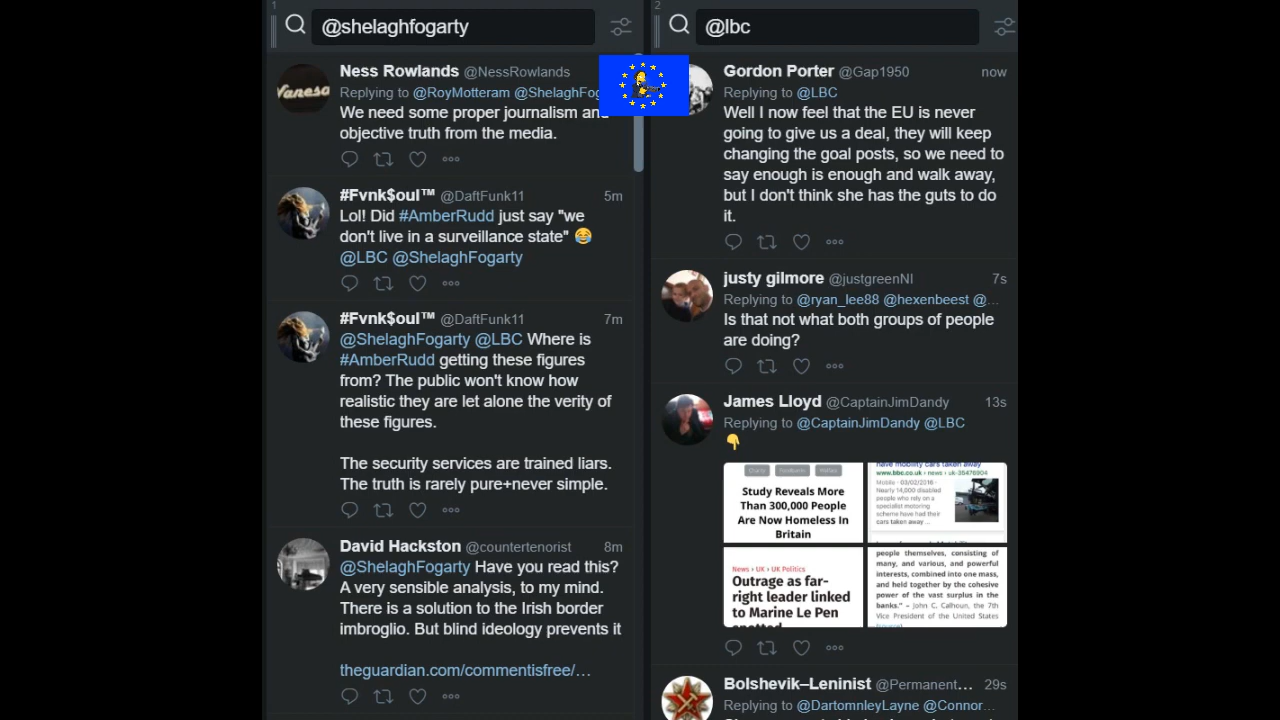 1
@shelaghfogarty
Ness Rowlands @NessRowlands
Replying to @RoyMotteram @ShelaghFog
We need some proper journalism and
objective truth from the media.
#Fvnk$oul™ @DaftFunk11 5m
Lol! Did #AmberRudd just say "we
don't live in a surveillance state" 😂
@LBC @ShelaghFogarty
#Fvnk$oul™ @DaftFunk11 7m
@ShelaghFogarty @LBC Where is
#AmberRudd getting these figures
from? The public won't know how
realistic they are let alone the verity of
these figures.
The security services are trained liars.
The truth is rarely pure+never simple.
David Hackston @countertenorist 8m
@ShelaghFogarty Have you read this?
A very sensible analysis, to my mind.
There is a solution to the Irish border
imbroglio. But blind ideology prevents it
theguardian.com/commentisfree/…
2
@lbc
Gordon Porter @Gap1950 now
Replying to @LBC
Well I now feel that the EU is never
going to give us a deal, they will keep
changing the goal posts, so we need to
say enough is enough and walk away,
but I don't think she has the guts to do
it.
justy gilmore @justgreenNI 7s
Replying to @ryan_lee88 @hexenbeest @…
Is that not what both groups of people
are doing?
James Lloyd @CaptainJimDandy 13s
Replying to @CaptainJimDandy @LBC
👇
Study Reveals More
Than 300,000 People
Are Now Homeless In
Britain
have mobility cars taken away
www.bbc.co.uk › news › uk-35476904
Mobile - 03/02/2016 -
Nearly 14,000 disabled
people who rely on a
specialist motoring
scheme have had their
cars taken away ...
News › UK › UK Politics
Outrage as far-
right leader linked
to Marine Le Pen
spotted
people themselves, consisting of
many, and various, and powerful
interests, combined into one mass,
and held together by the cohesive
power of the vast surplus in the
banks." – John C. Calhoun, the 7th
Vice President of the United States
Bolshevik–Leninist @Permanent… 29s
Replying to @DartomnleyLayne @Connor…